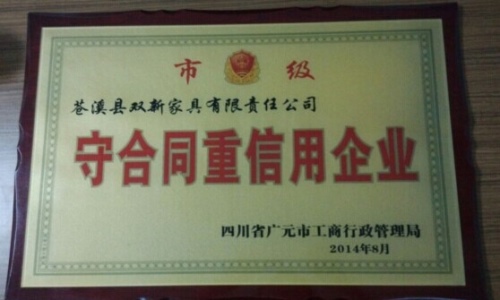 市 级
苍溪县双新家具有限责任公司
守合同重信用企业
四川省广元市工商行政管理局
2014年8月